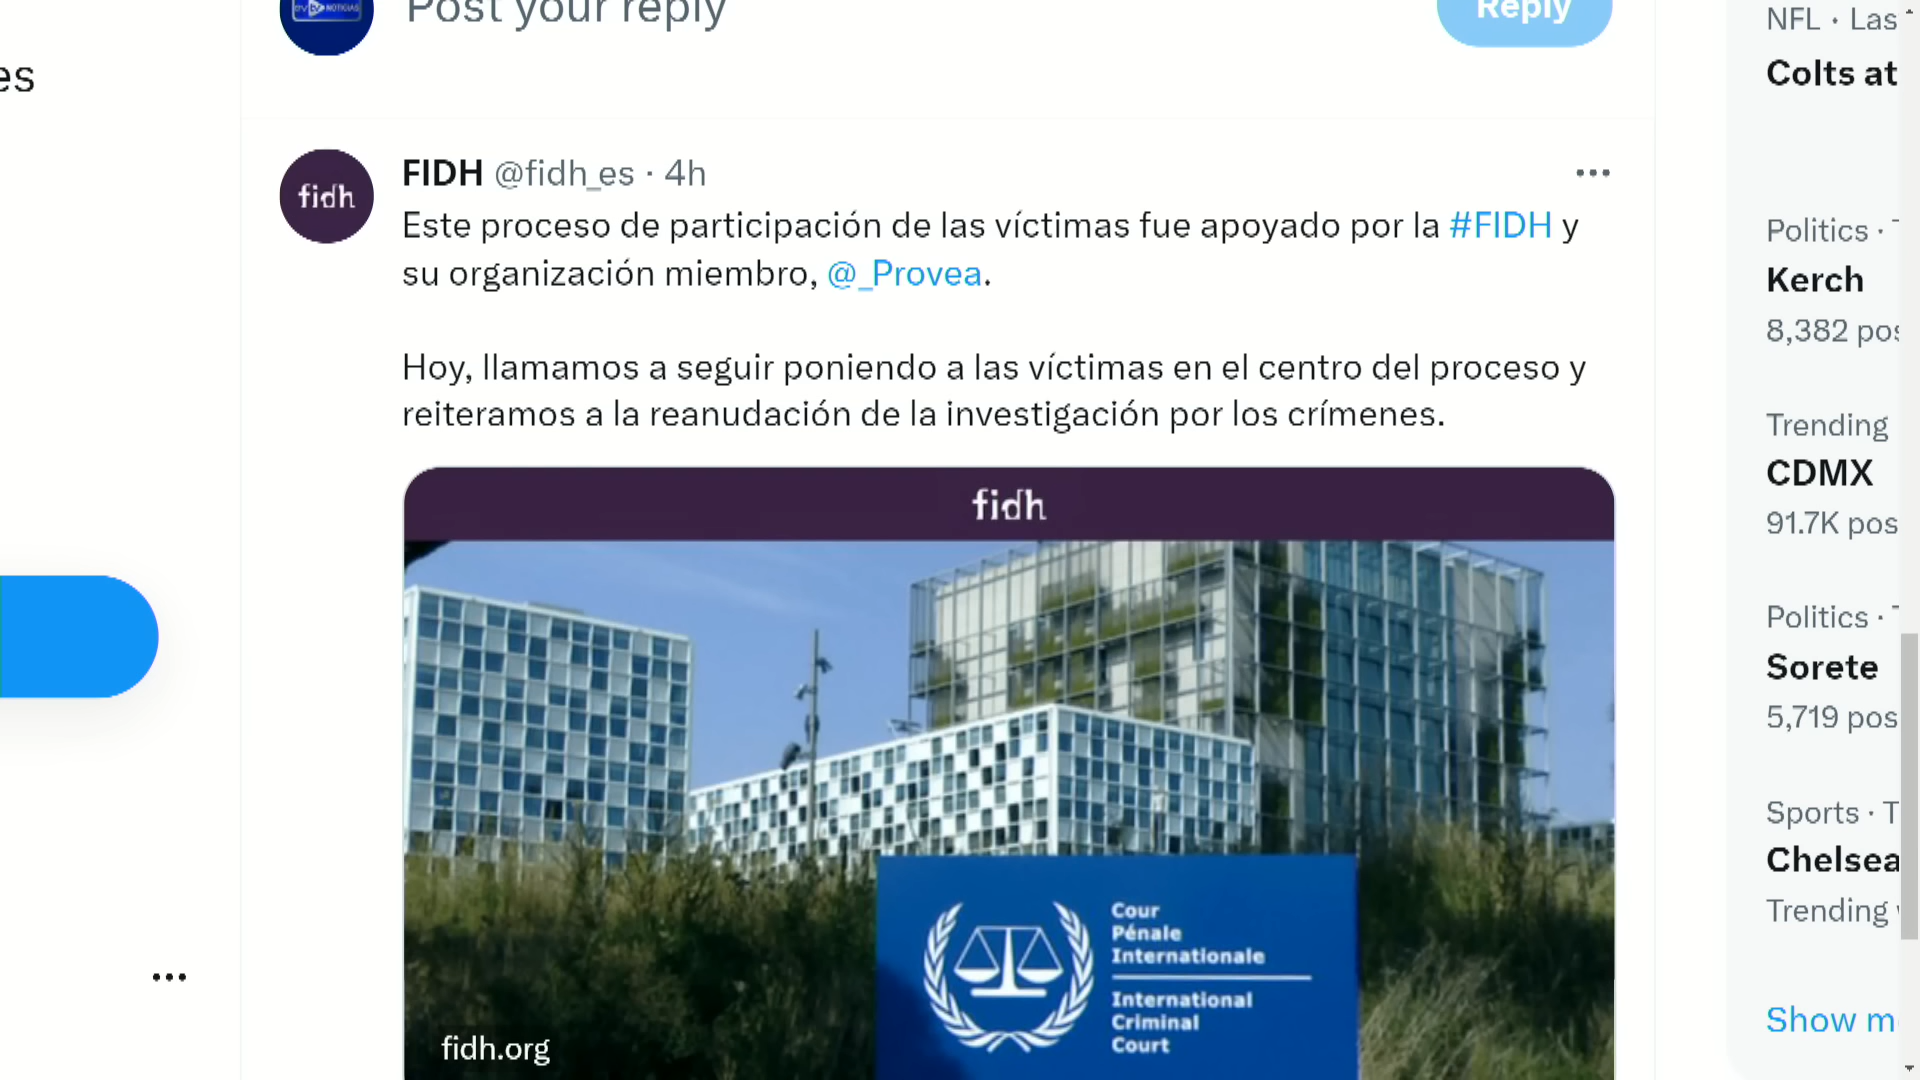 Post your reply
Reply
es
FIDH @fidh_es · 4h
fidh
Este proceso de participación de las víctimas fue apoyado por la #FIDH y
su organización miembro, @_Provea.
Hoy, llamamos a seguir poniendo a las víctimas en el centro del proceso y
reiteramos a la reanudación de la investigación por los crímenes.
fidh
Cour
Pénale
Internationale
International
Criminal
Court
fidh.org
NFL · Las
Colts at
Politics ·
Kerch
8,382 pos
Trending
CDMX
91.7K pos
Politics ·
Sorete
5,719 pos
Sports · T
Chelsea
Trending
Show m